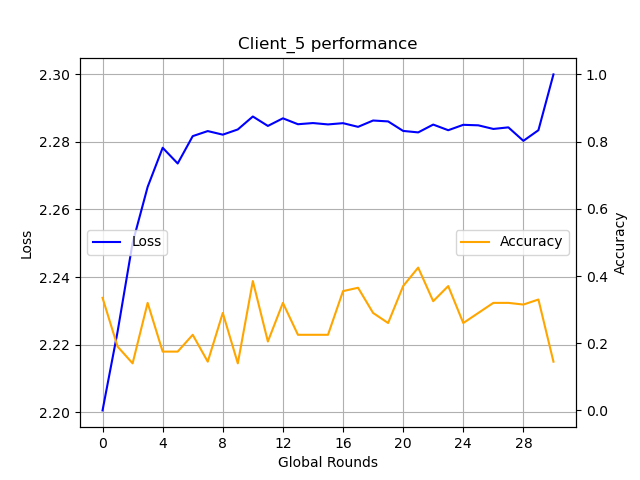 Client_5 performance
2.30
2.28
2.26
2.24
2.22
2.20
Loss
Loss
Accuracy
1.0
0.8
0.6
0.4
0.2
0.0
Accuracy
0 4 8 12 16 20 24 28
Global Rounds